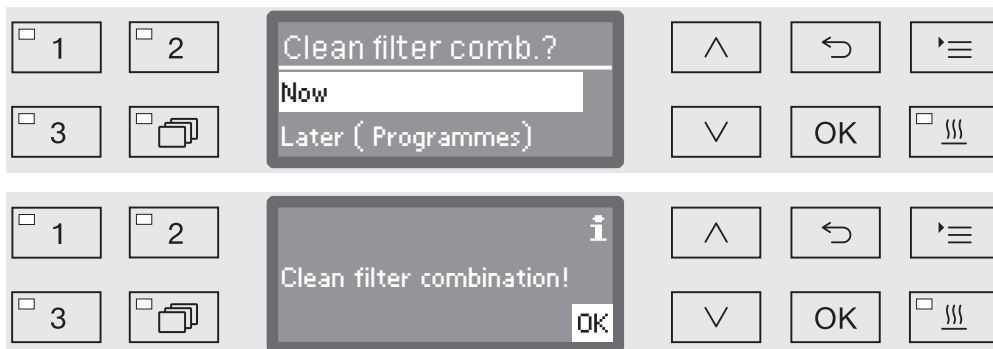 1 2
Clean filter comb.?
Now
3
Later ( Programmes)
OK
1 2
i
Clean filter combination!
3
OK
OK